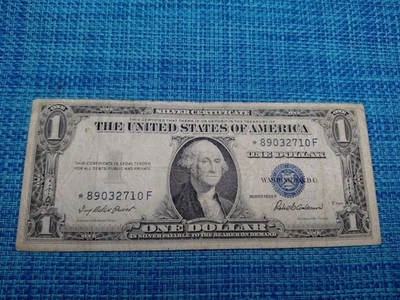 SILVER CERTIFICATE
THIS CERTIFIES THAT THERE IS ON DEPOSIT IN THE TREASURY OF
1 THE UNITED STATES OF AMERICA 1
* 89032710 F
ONE DOLLAR
THIS CERTIFICATE IS LEGAL TENDER
FOR ALL DEBTS PUBLIC AND PRIVATE
WASHINGTON, D.C.
* 89032710 F
1 ONE DOLLAR 1
IN SILVER PAYABLE TO THE BEARER ON DEMAND